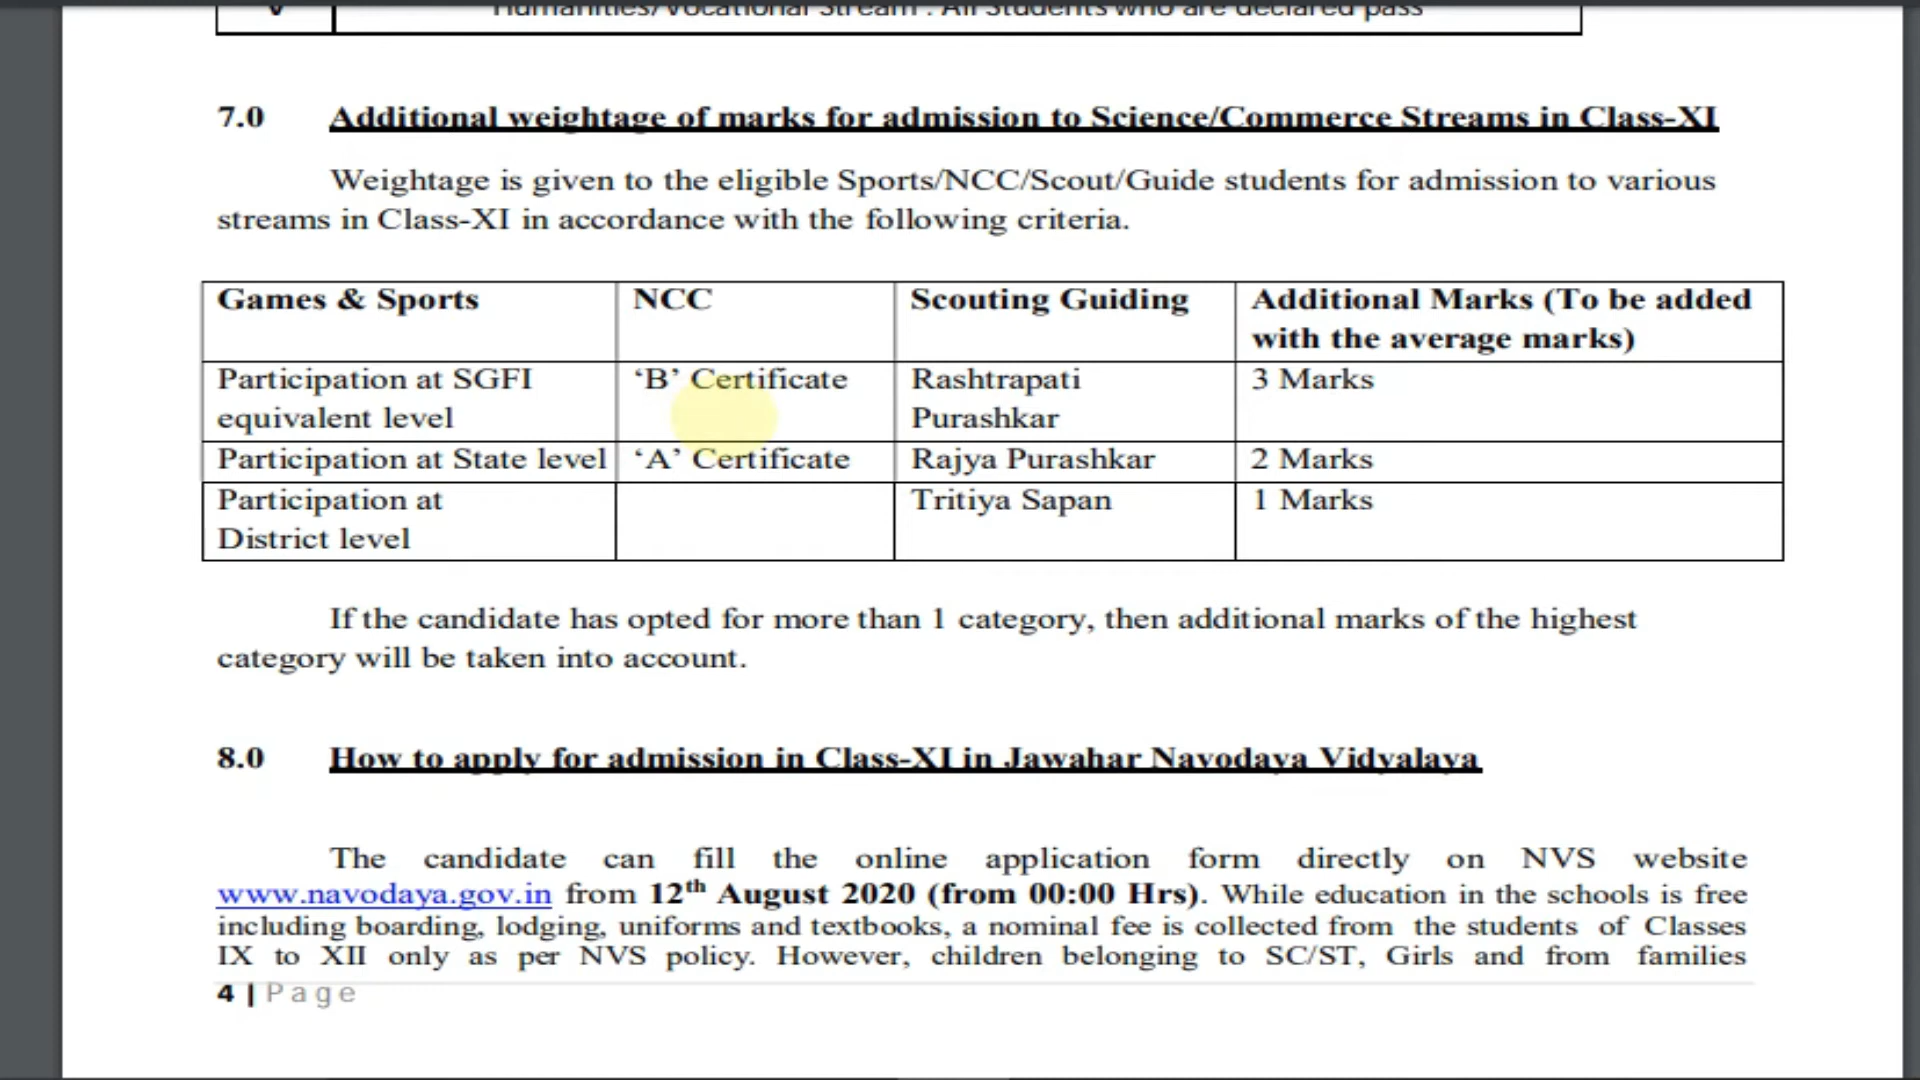 V Humanities/Vocational Stream : All Students who are declared pass
7.0 Additional weightage of marks for admission to Science/Commerce Streams in Class-XI
Weightage is given to the eligible Sports/NCC/Scout/Guide students for admission to various
streams in Class-XI in accordance with the following criteria.
Games & Sports NCC Scouting Guiding Additional Marks (To be added
with the average marks)
Participation at SGFI ‘B’ Certificate Rashtrapati 3 Marks
equivalent level Purashkar
Participation at State level ‘A’ Certificate Rajya Purashkar 2 Marks
Participation at Tritiya Sapan 1 Marks
District level
If the candidate has opted for more than 1 category, then additional marks of the highest
category will be taken into account.
8.0 How to apply for admission in Class-XI in Jawahar Navodaya Vidyalaya
The candidate can fill the online application form directly on NVS website
www.navodaya.gov.in from 12th August 2020 (from 00:00 Hrs). While education in the schools is free
including boarding, lodging, uniforms and textbooks, a nominal fee is collected from the students of Classes
IX to XII only as per NVS policy. However, children belonging to SC/ST, Girls and from families
4 | Page